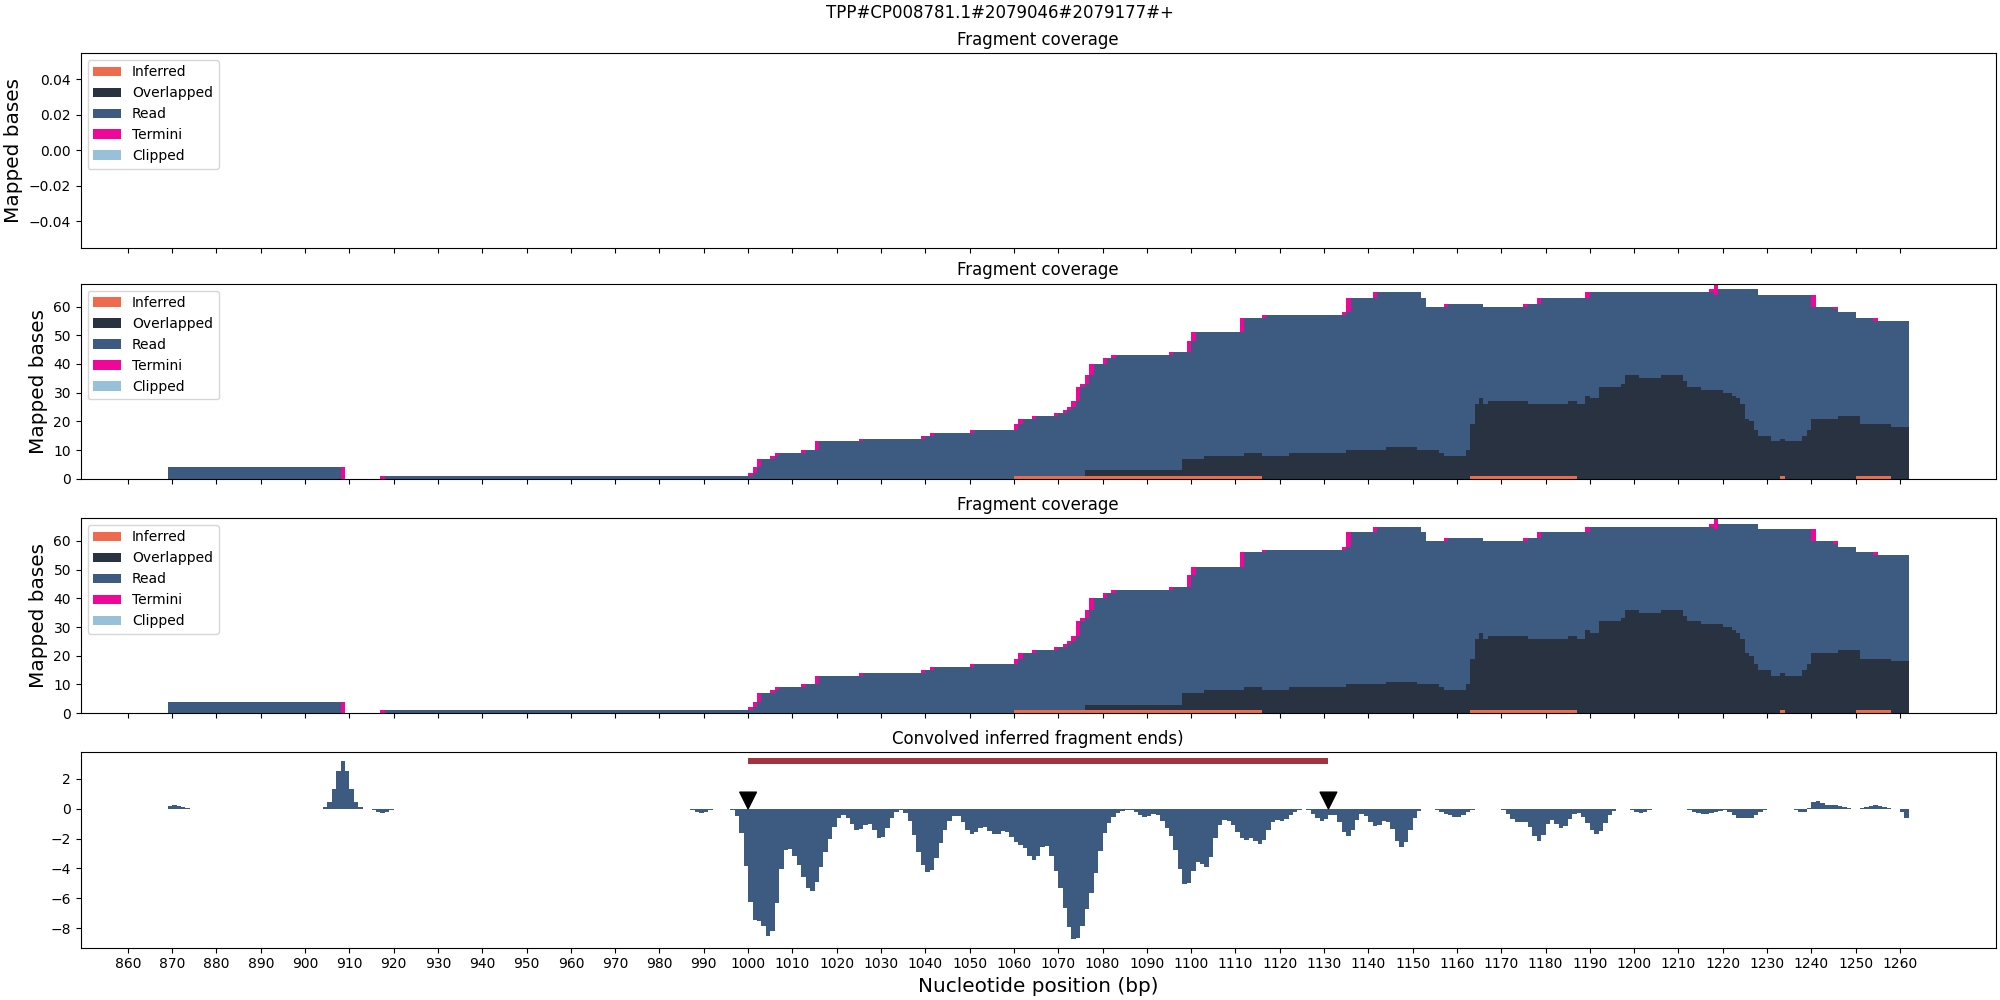 TPP#CP008781.1#2079046#2079177#+
Fragment coverage
Mapped bases
0.04
0.02
0.00
−0.02
−0.04
Inferred
Overlapped
Read
Termini
Clipped
Fragment coverage
Mapped bases
60
50
40
30
20
10
0
Inferred
Overlapped
Read
Termini
Clipped
Fragment coverage
Mapped bases
60
50
40
30
20
10
0
Inferred
Overlapped
Read
Termini
Clipped
Convolved inferred fragment ends)
2
0
−2
−4
−6
−8
860 870 880 890 900 910 920 930 940 950 960 970 980 990 1000 1010 1020 1030 1040 1050 1060 1070 1080 1090 1100 1110 1120 1130 1140 1150 1160 1170 1180 1190 1200 1210 1220 1230 1240 1250 1260
Nucleotide position (bp)